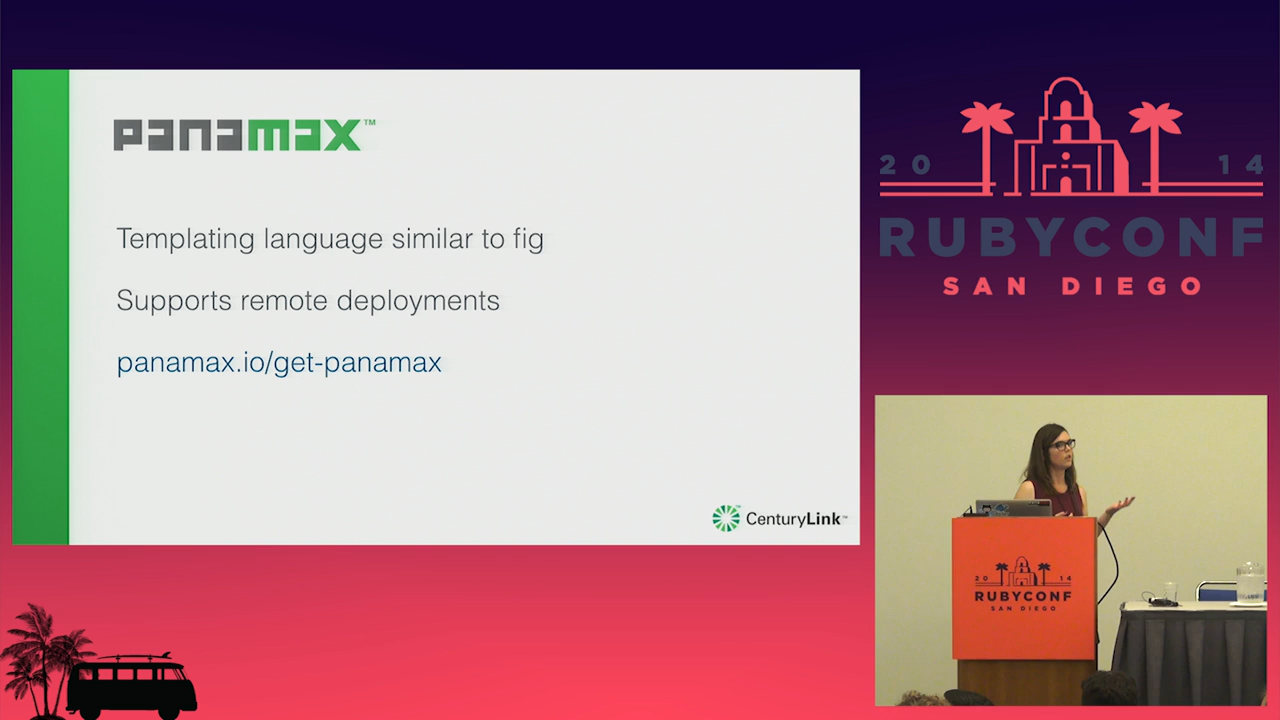 panamax™
Templating language similar to fig
Supports remote deployments
panamax.io/get-panamax
CenturyLink™
20 14
RUBYCONF
SAN DIEGO
20 14
RUBYCONF
SAN DIEGO